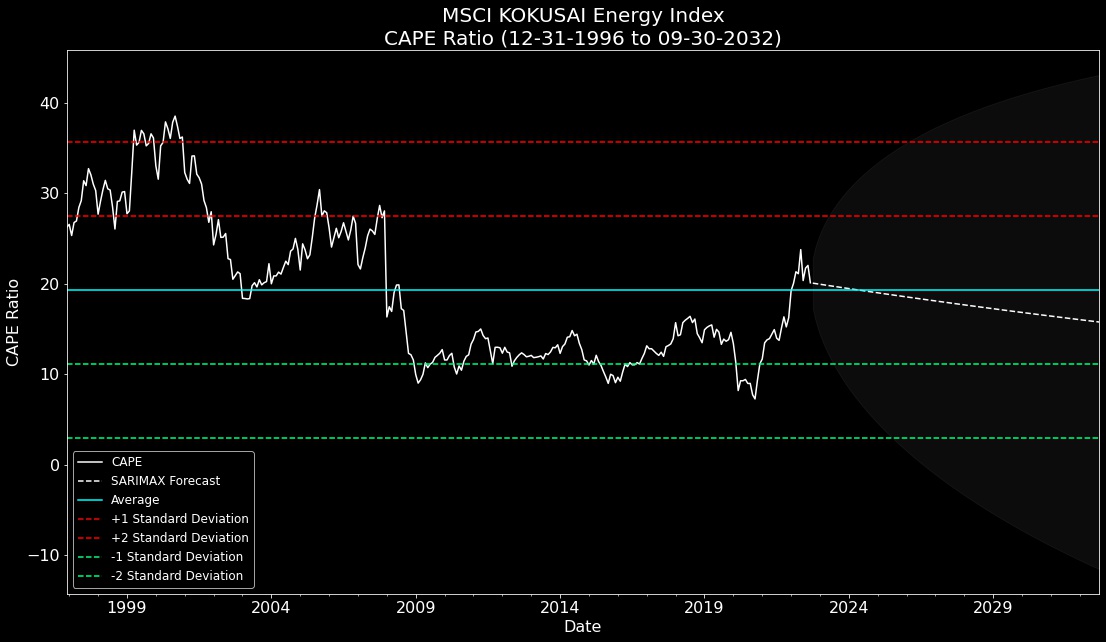 MSCI KOKUSAI Energy Index
CAPE Ratio (12-31-1996 to 09-30-2032)
CAPE Ratio
40
30
20
10
0
−10
CAPE
SARIMAX Forecast
Average
+1 Standard Deviation
+2 Standard Deviation
-1 Standard Deviation
-2 Standard Deviation
1999 2004 2009 2014 2019 2024 2029
Date